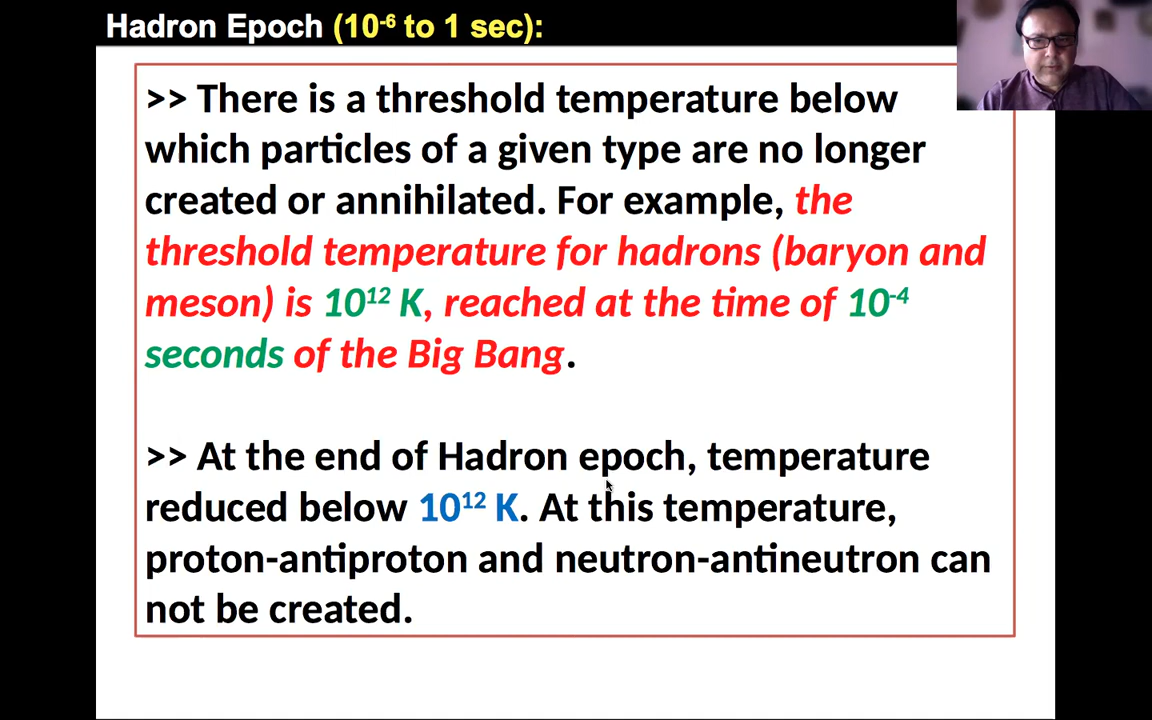 Hadron Epoch (10⁻⁶ to 1 sec):
>> There is a threshold temperature below
which particles of a given type are no longer
created or annihilated. For example, the
threshold temperature for hadrons (baryon and
meson) is 10¹² K, reached at the time of 10⁻⁴
seconds of the Big Bang.
>> At the end of Hadron epoch, temperature
reduced below 10¹² K. At this temperature,
proton-antiproton and neutron-antineutron can
not be created.